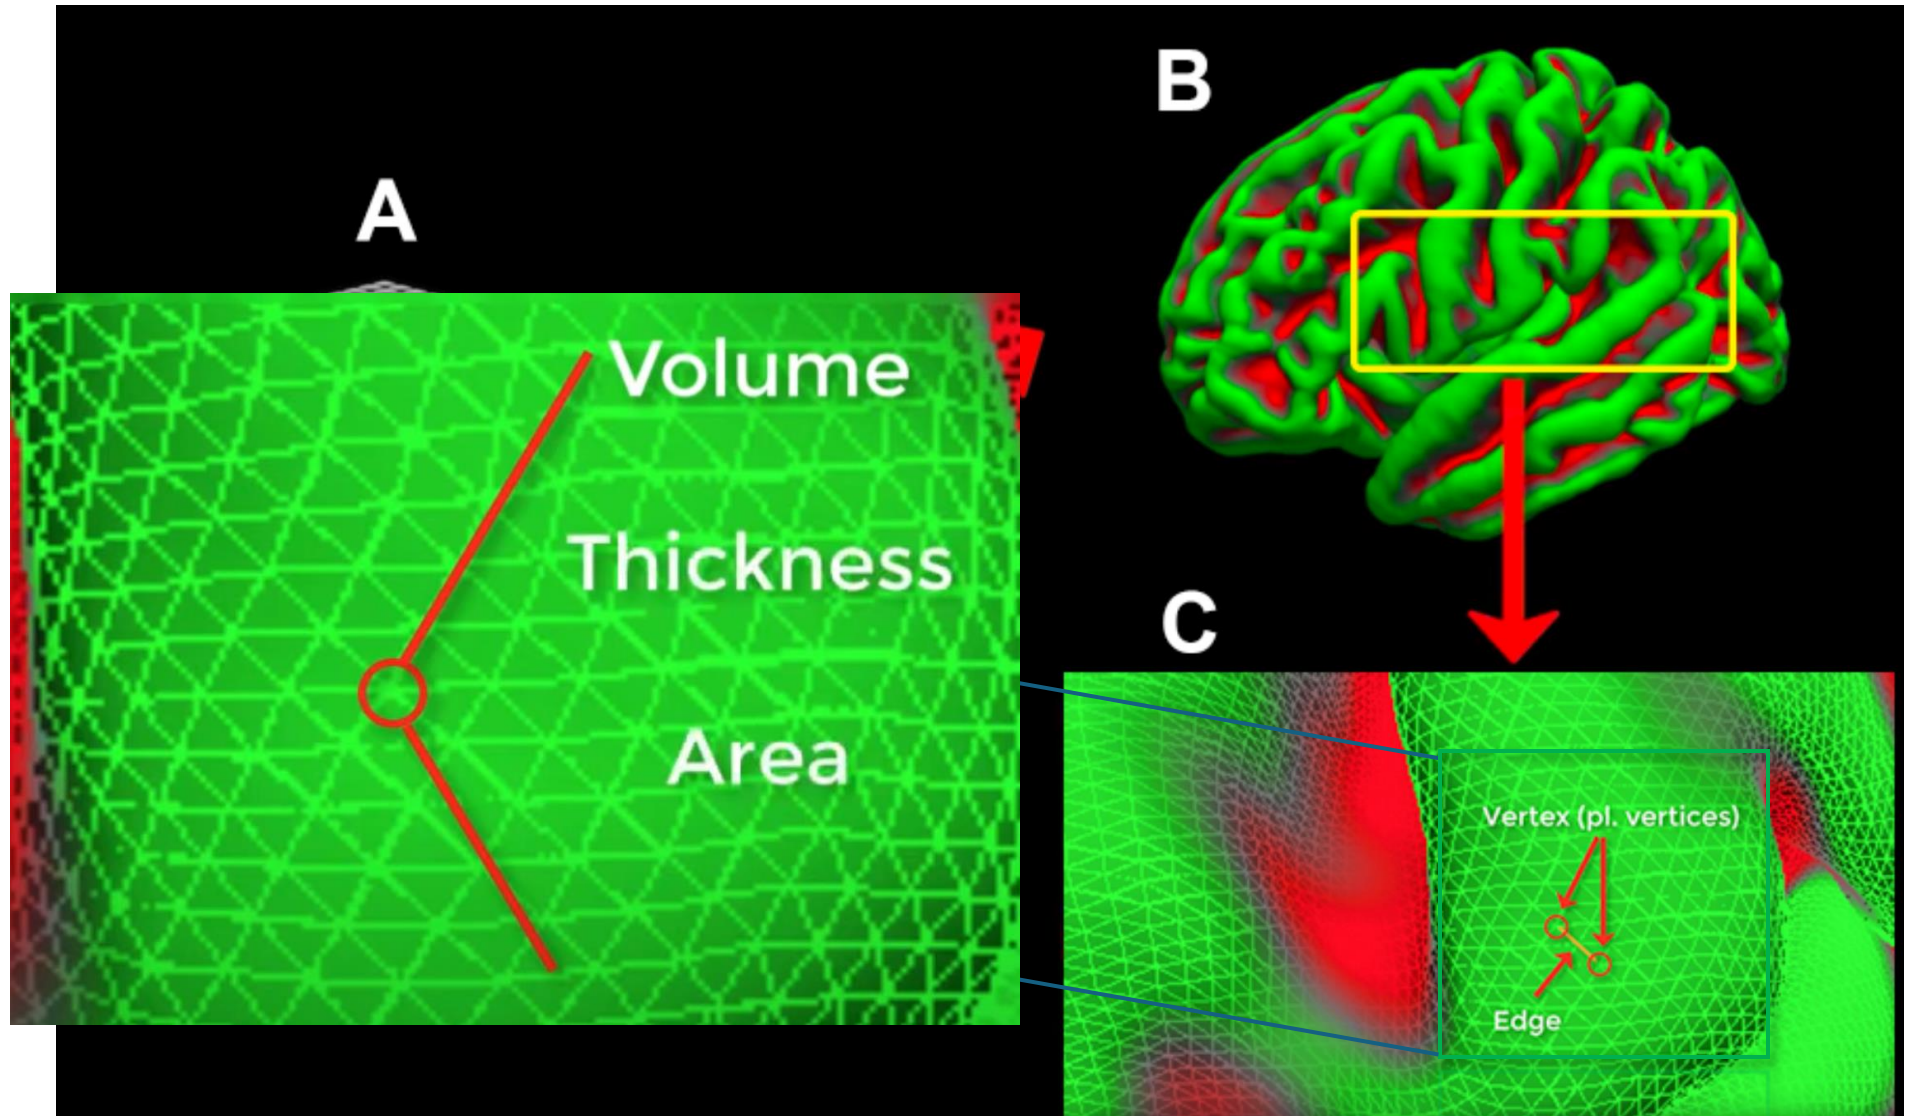 A
Volume
Thickness
Area
B
C
Vertex (pl. vertices)
Edge